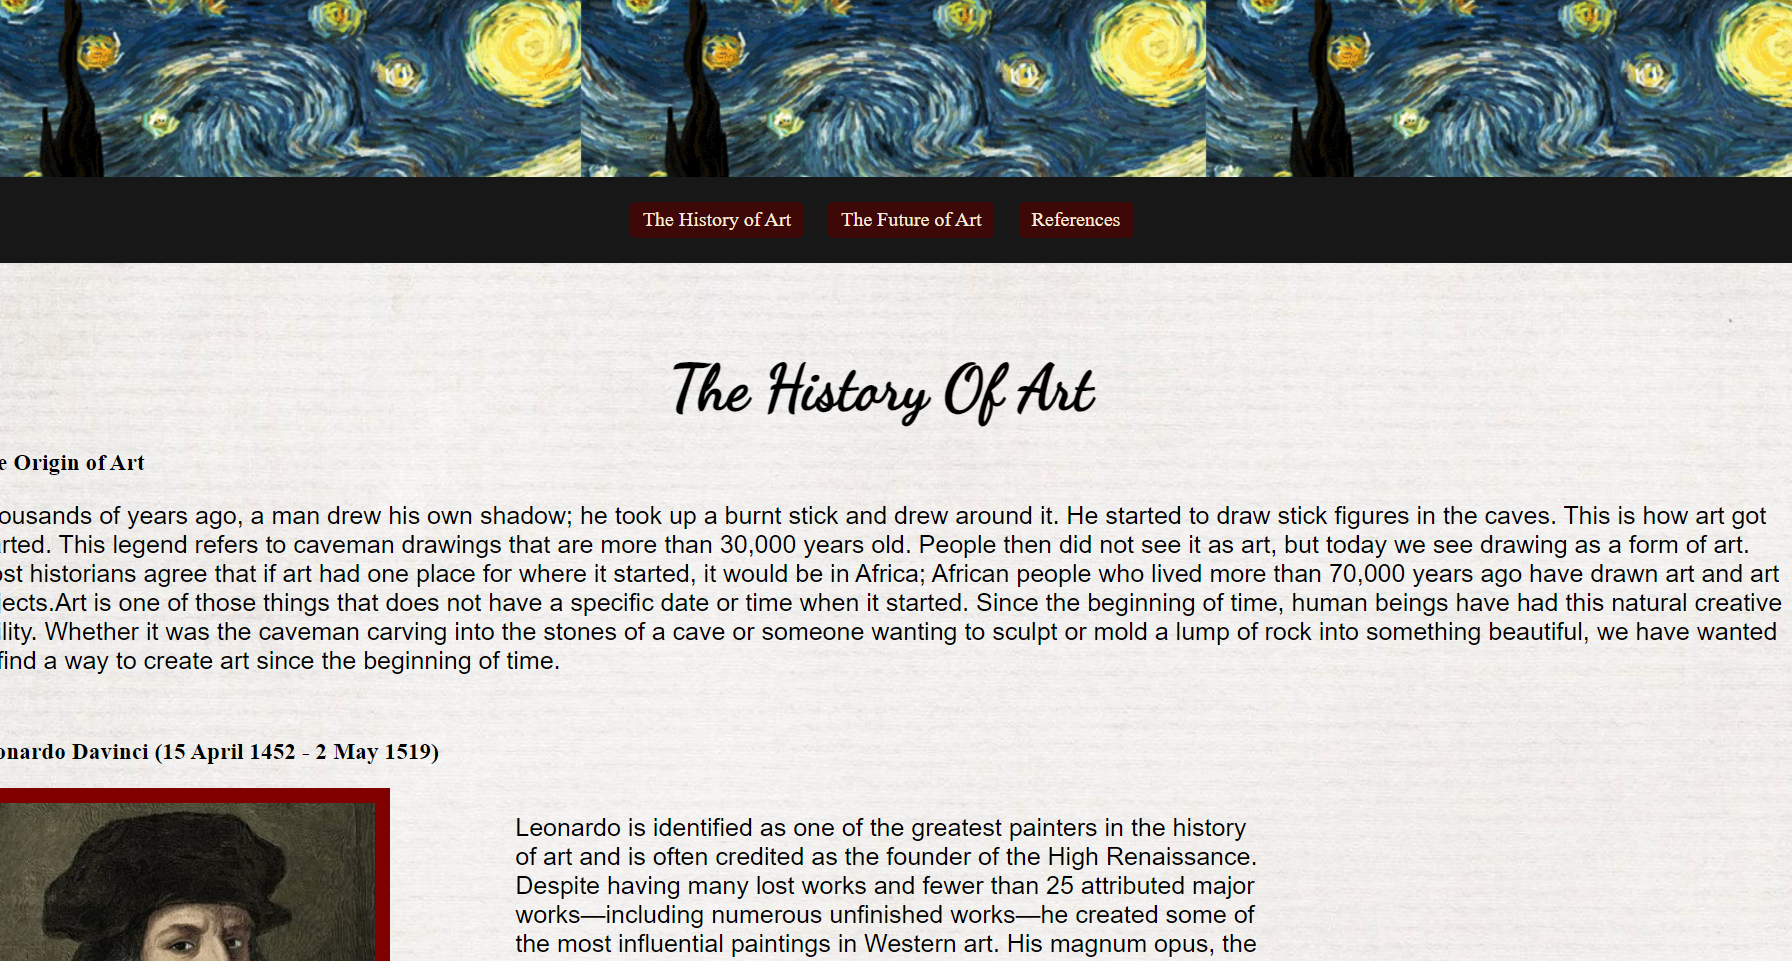 The History of Art
The Future of Art
References
The History Of Art
e Origin of Art
ousands of years ago, a man drew his own shadow; he took up a burnt stick and drew around it. He started to draw stick figures in the caves. This is how art got
rted. This legend refers to caveman drawings that are more than 30,000 years old. People then did not see it as art, but today we see drawing as a form of art.
ost historians agree that if art had one place for where it started, it would be in Africa; African people who lived more than 70,000 years ago have drawn art and art
jects.Art is one of those things that does not have a specific date or time when it started. Since the beginning of time, human beings have had this natural creative
lity. Whether it was the caveman carving into the stones of a cave or someone wanting to sculpt or mold a lump of rock into something beautiful, we have wanted
find a way to create art since the beginning of time.
onardo Davinci (15 April 1452 - 2 May 1519)
Leonardo is identified as one of the greatest painters in the history
of art and is often credited as the founder of the High Renaissance.
Despite having many lost works and fewer than 25 attributed major
works—including numerous unfinished works—he created some of
the most influential paintings in Western art. His magnum opus, the